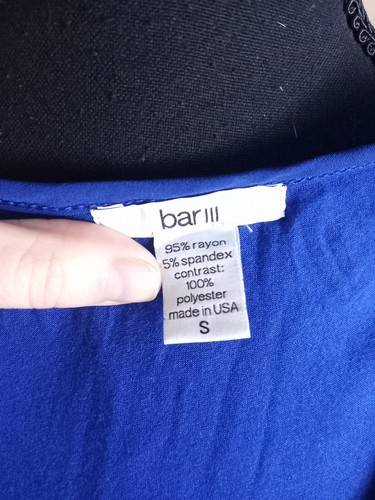 bar III
95% rayon
5% spandex
contrast:
100%
polyester
made in USA
S